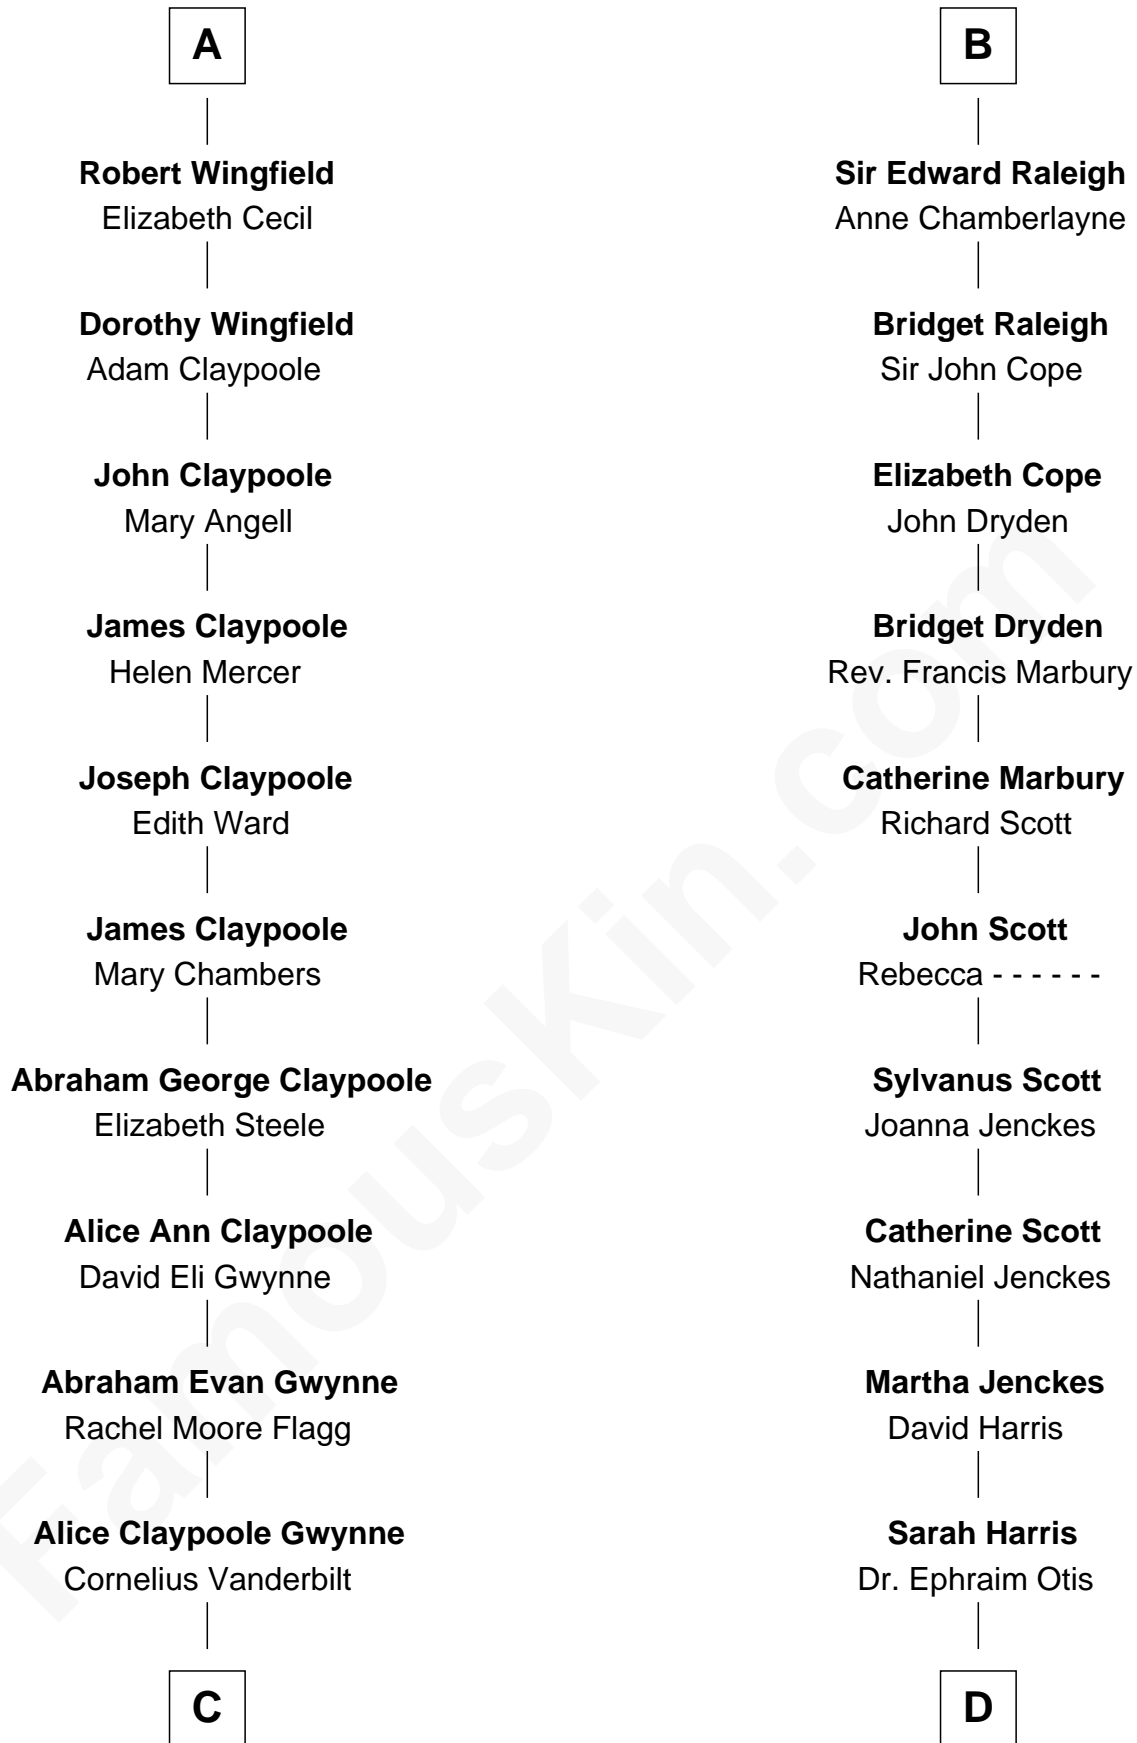 A
Robert Wingfield
Elizabeth Cecil
Dorothy Wingfield
Adam Claypoole
John Claypoole
Mary Angell
James Claypoole
Helen Mercer
Joseph Claypoole
Edith Ward
James Claypoole
Mary Chambers
Abraham George Claypoole
Elizabeth Steele
Alice Ann Claypoole
David Eli Gwynne
Abraham Evan Gwynne
Rachel Moore Flagg
Alice Claypoole Gwynne
Cornelius Vanderbilt
C
B
Sir Edward Raleigh
Anne Chamberlayne
Bridget Raleigh
Sir John Cope
Elizabeth Cope
John Dryden
Bridget Dryden
Rev. Francis Marbury
Catherine Marbury
Richard Scott
John Scott
Rebecca - - - - - -
Sylvanus Scott
Joanna Jenckes
Catherine Scott
Nathaniel Jenckes
Martha Jenckes
David Harris
Sarah Harris
Dr. Ephraim Otis
D
FamousKin.com